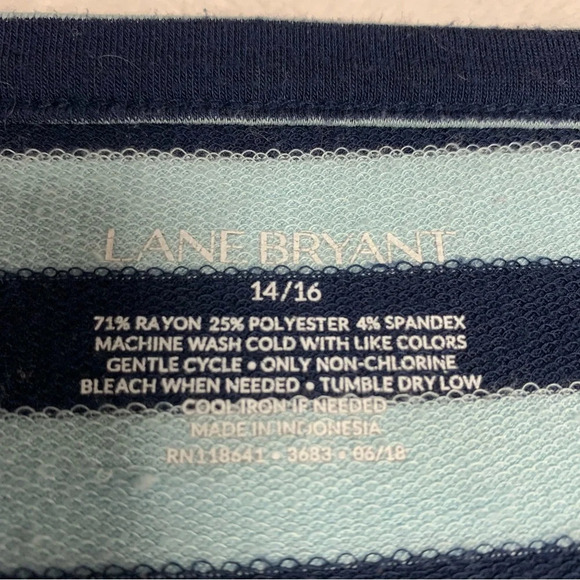 LANE BRYANT
14/16
71% RAYON 25% POLYESTER 4% SPANDEX
MACHINE WASH COLD WITH LIKE COLORS
GENTLE CYCLE • ONLY NON-CHLORINE
BLEACH WHEN NEEDED • TUMBLE DRY LOW
COOL IRON IF NEEDED
MADE IN INDONESIA
RN118641 • 3683 • 06/18